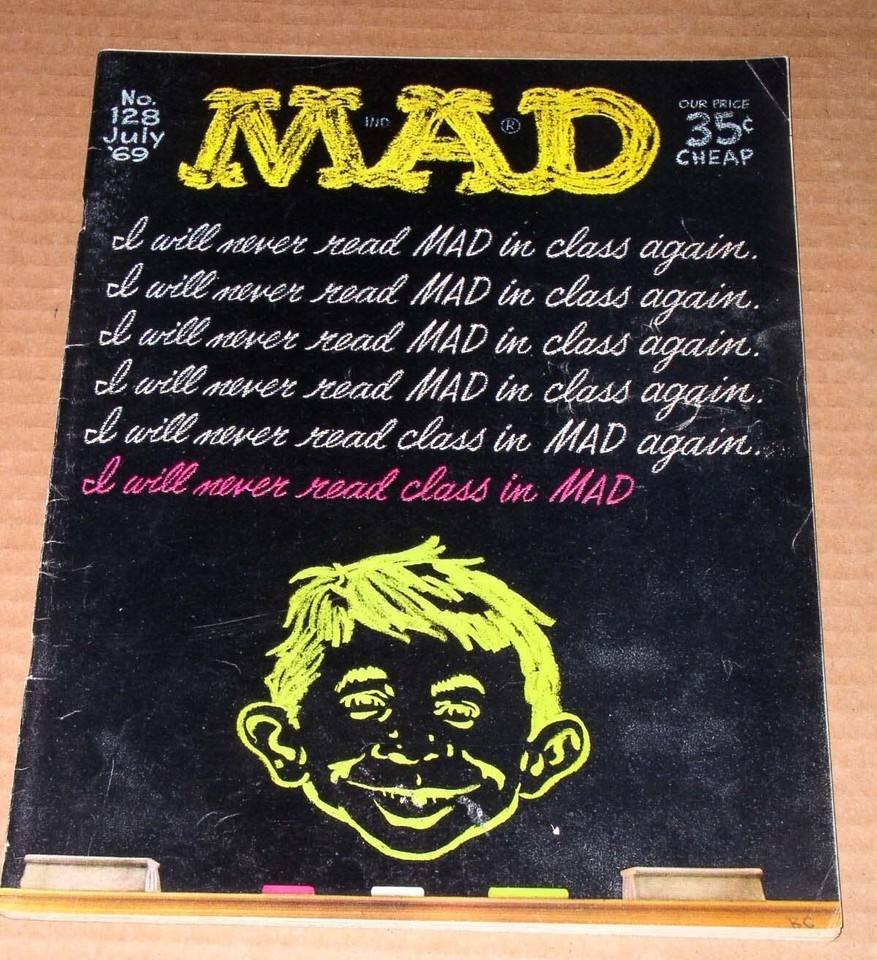 No.
128
July
'69
MAD
IND
®
OUR PRICE
35¢
CHEAP
I will never read MAD in class again.
I will never read MAD in class again.
I will never read MAD in class again.
I will never read MAD in class again.
I will never read class in MAD again.
I will never read class in MAD